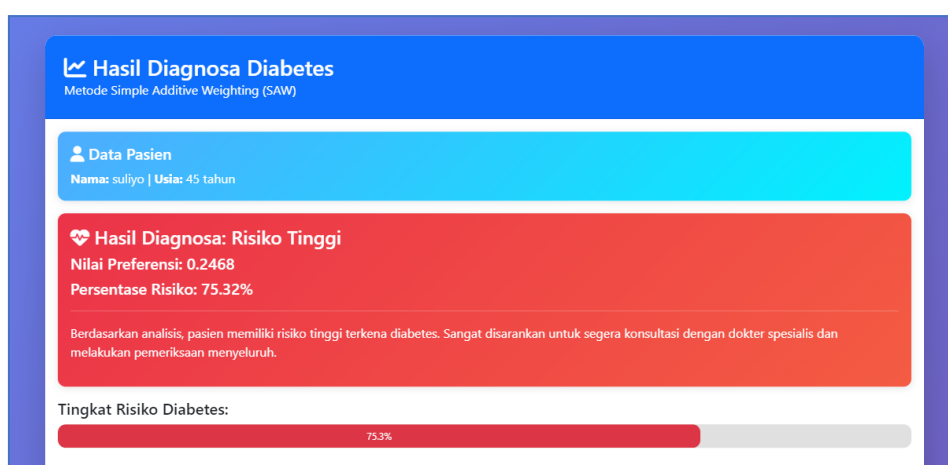 Hasil Diagnosa Diabetes
Metode Simple Additive Weighting (SAW)
Data Pasien
Nama: suliyo | Usia: 45 tahun
Hasil Diagnosa: Risiko Tinggi
Nilai Preferensi: 0.2468
Persentase Risiko: 75.32%
Berdasarkan analisis, pasien memiliki risiko tinggi terkena diabetes. Sangat disarankan untuk segera konsultasi dengan dokter spesialis dan
melakukan pemeriksaan menyeluruh.
Tingkat Risiko Diabetes:
75.3%